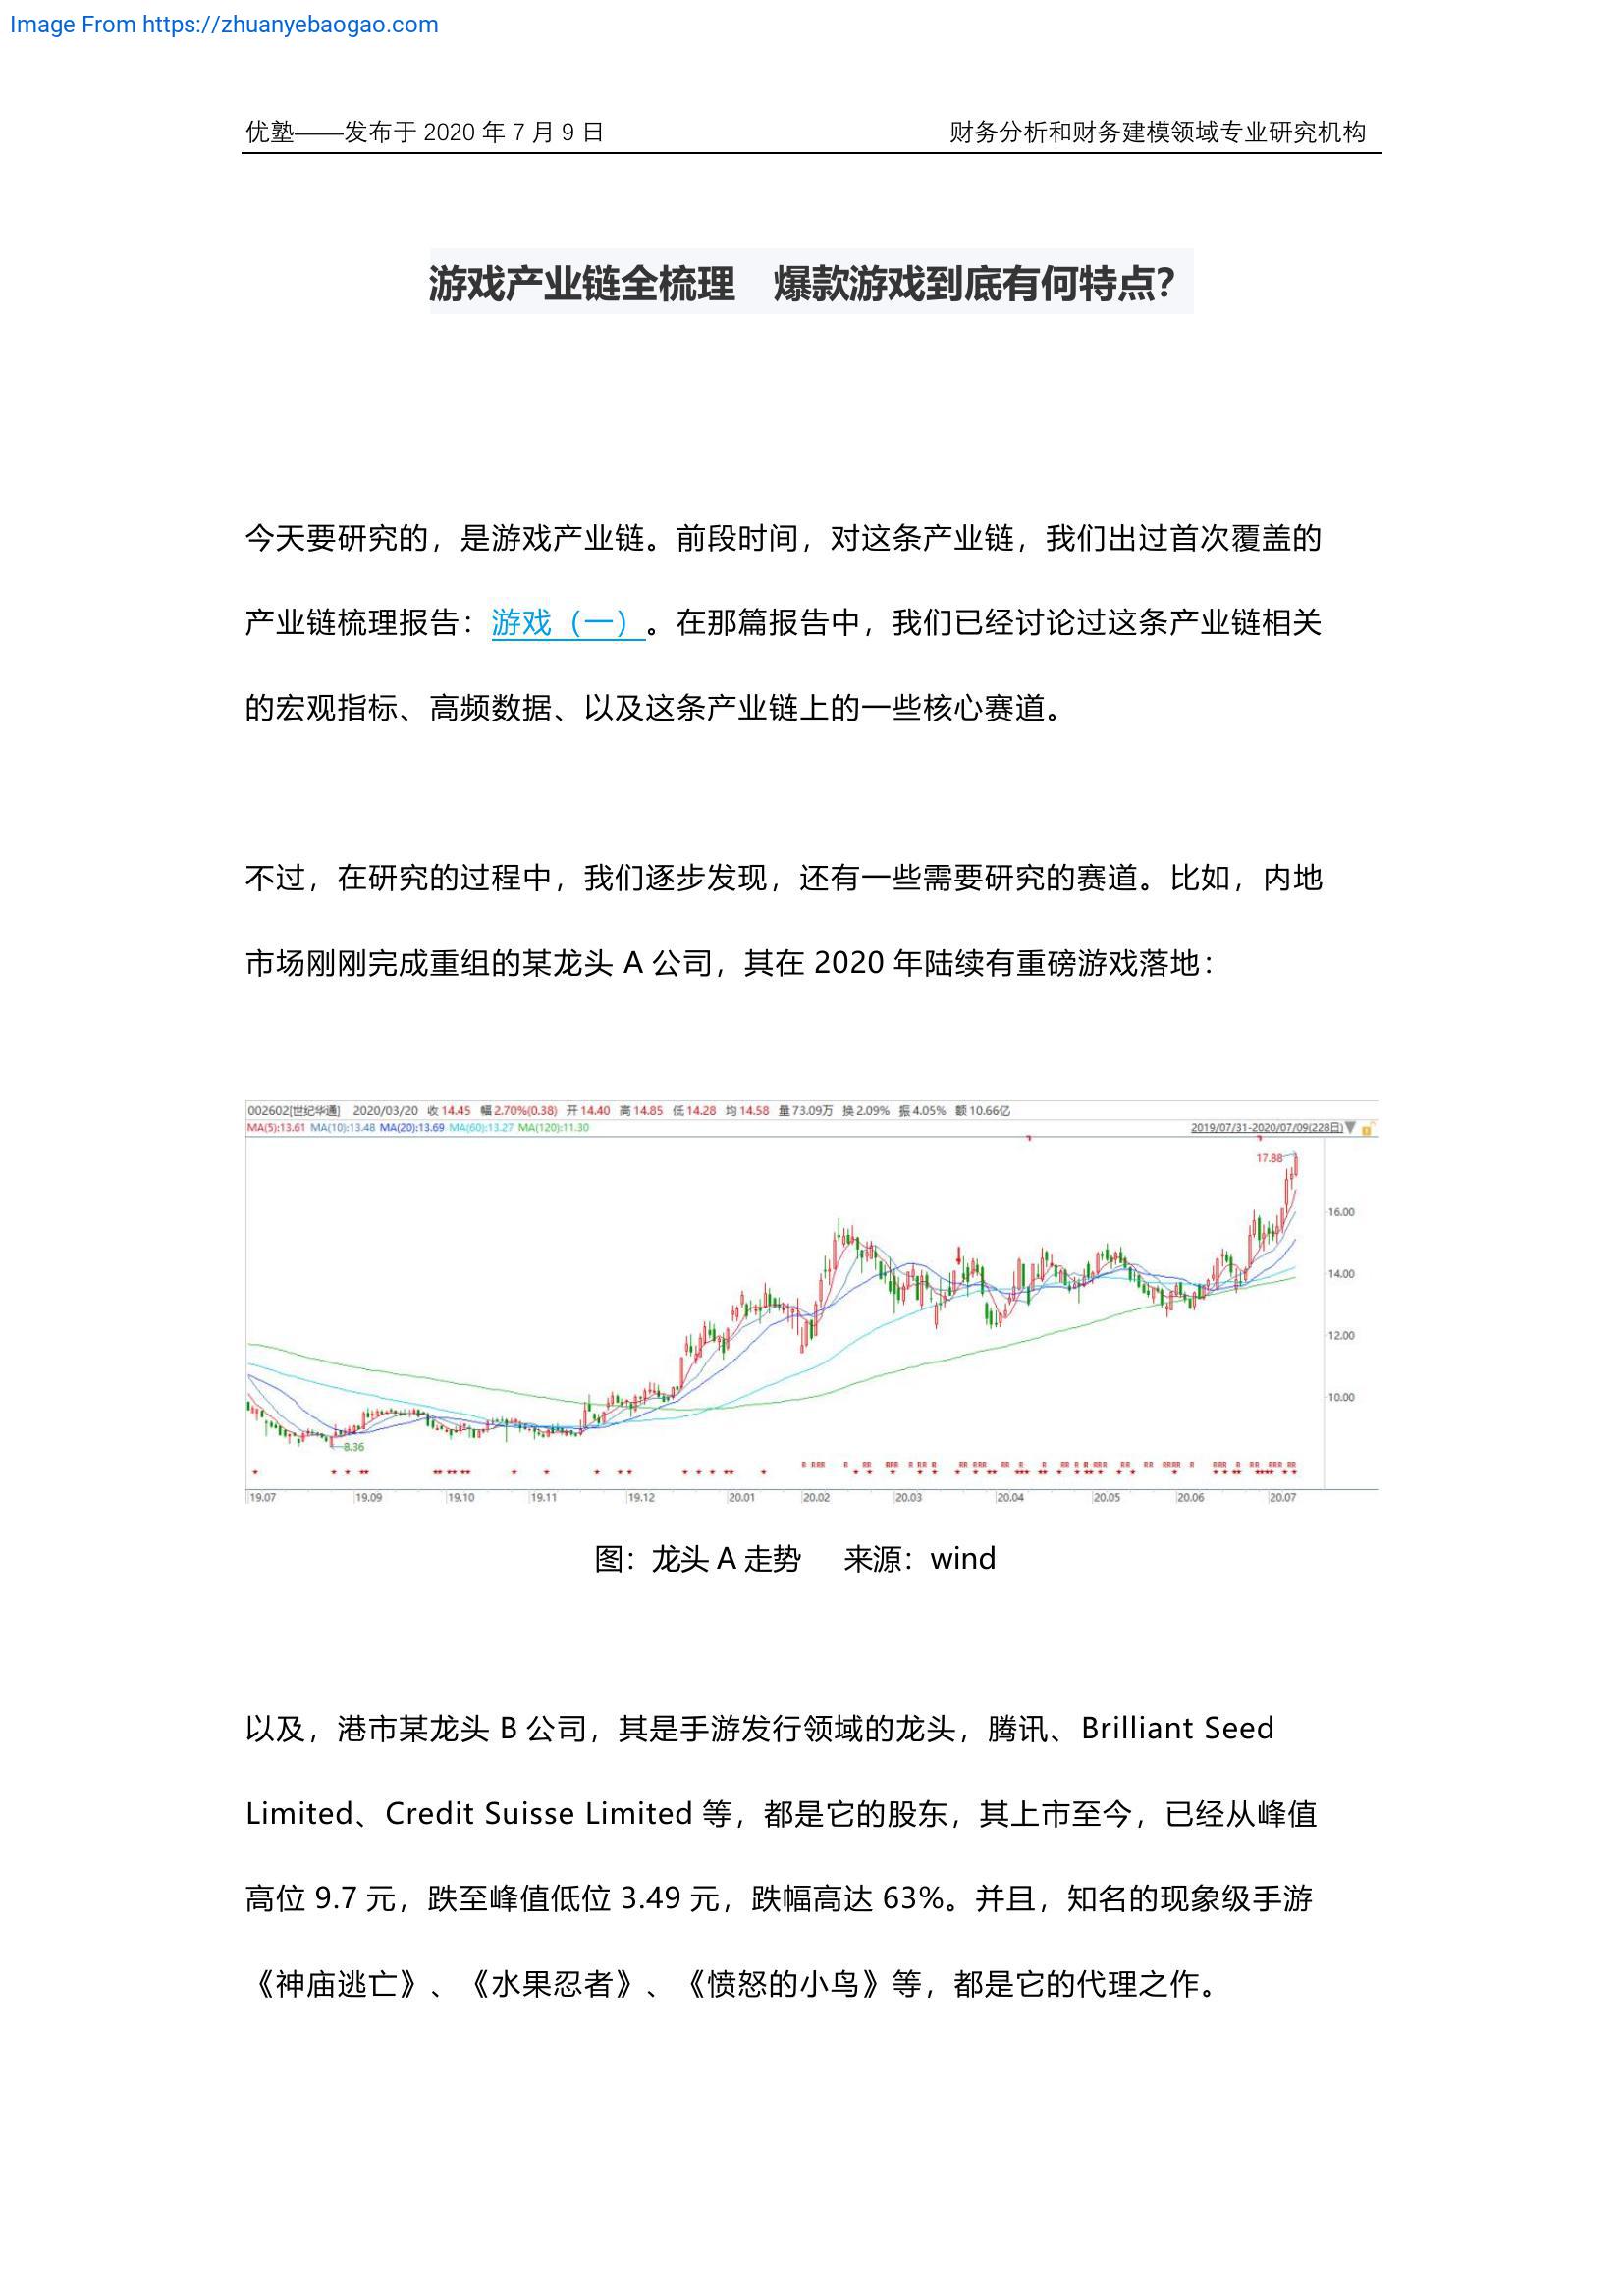 Image From https://zhuanyebaogao.com
优塾——发布于 2020 年 7 月 9 日 财务分析和财务建模领域专业研究机构
游戏产业链全梳理 爆款游戏到底有何特点？
今天要研究的，是游戏产业链。前段时间，对这条产业链，我们出过首次覆盖的
产业链梳理报告：游戏（一）。在那篇报告中，我们已经讨论过这条产业链相关
的宏观指标、高频数据、以及这条产业链上的一些核心赛道。
不过，在研究的过程中，我们逐步发现，还有一些需要研究的赛道。比如，内地
市场刚刚完成重组的某龙头 A 公司，其在 2020 年陆续有重磅游戏落地：
002602[世纪华通] 2020/03/20 收 14.45 幅 2.70%(0.38) 开 14.40 高 14.85 低 14.28 均 14.58 量 73.09万 换 2.09% 振 4.05% 额 10.66亿
MA(5):13.61 MA(10):13.48 MA(20):13.69 MA(60):13.27 MA(120):11.30 2019/07/31-2020/07/09(228日)
17.88
16.00
14.00
12.00
10.00
8.36
19.07 19.09 19.10 19.11 19.12 20.01 20.02 20.03 20.04 20.05 20.06 20.07
图：龙头 A 走势 来源：wind
以及，港市某龙头 B 公司，其是手游发行领域的龙头，腾讯、Brilliant Seed
Limited、Credit Suisse Limited 等，都是它的股东，其上市至今，已经从峰值
高位 9.7 元，跌至峰值低位 3.49 元，跌幅高达 63%。并且，知名的现象级手游
《神庙逃亡》、《水果忍者》、《愤怒的小鸟》等，都是它的代理之作。